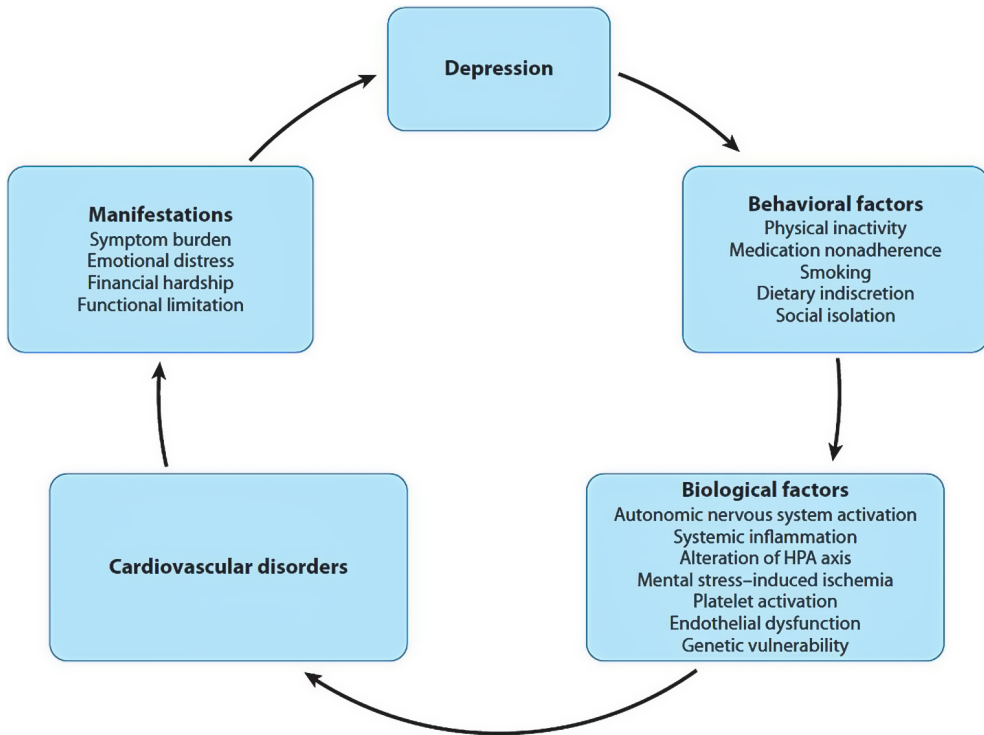 Depression
Behavioral factors
Physical inactivity
Medication nonadherence
Smoking
Dietary indiscretion
Social isolation
Biological factors
Autonomic nervous system activation
Systemic inflammation
Alteration of HPA axis
Mental stress–induced ischemia
Platelet activation
Endothelial dysfunction
Genetic vulnerability
Cardiovascular disorders
Manifestations
Symptom burden
Emotional distress
Financial hardship
Functional limitation